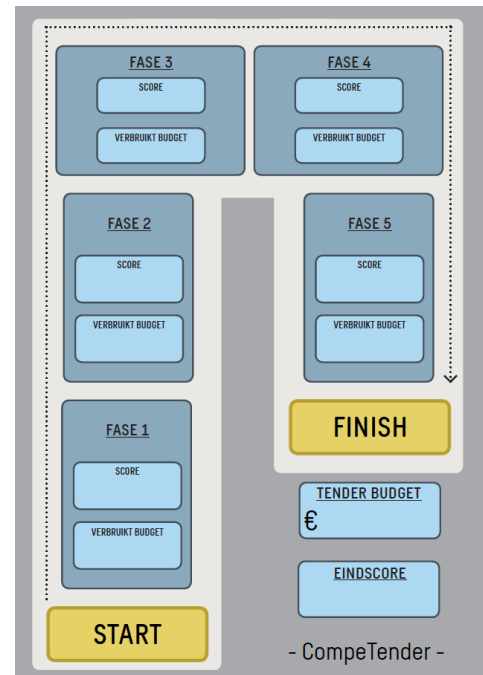 FASE 3
SCORE
VERBRUIKT BUDGET
FASE 4
SCORE
VERBRUIKT BUDGET
FASE 2
SCORE
VERBRUIKT BUDGET
FASE 5
SCORE
VERBRUIKT BUDGET
FASE 1
SCORE
VERBRUIKT BUDGET
FINISH
TENDER BUDGET
€
EINDSCORE
START
- CompeTender -